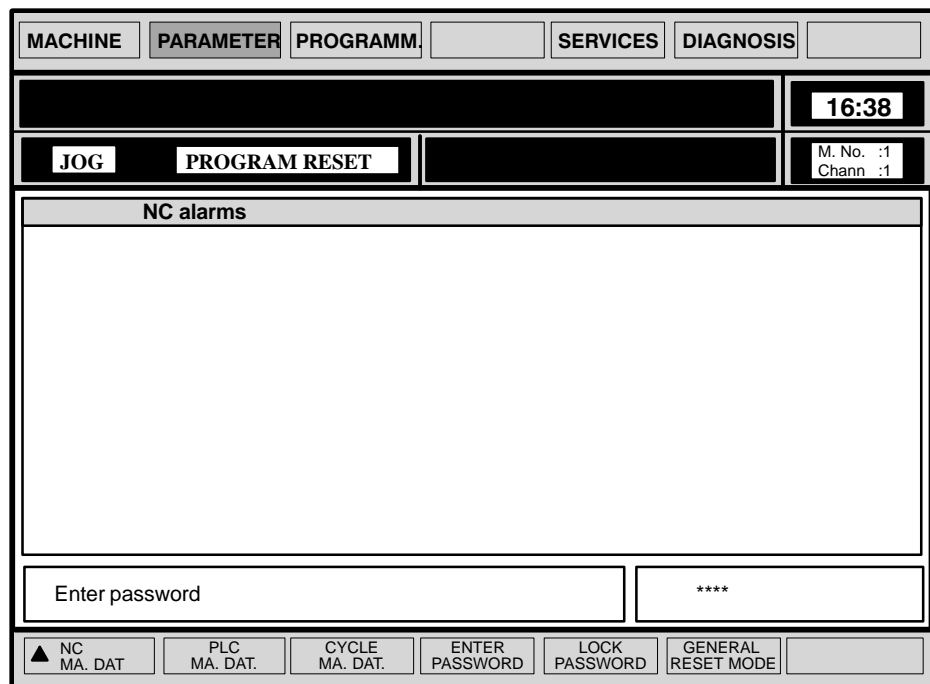 MACHINE PARAMETER PROGRAMM. SERVICES DIAGNOSIS
16:38
JOG PROGRAM RESET
M. No. :1
Chann :1
NC alarms
Enter password ****
NC MA. DAT
PLC MA. DAT.
CYCLE MA. DAT.
ENTER PASSWORD
LOCK PASSWORD
GENERAL RESET MODE